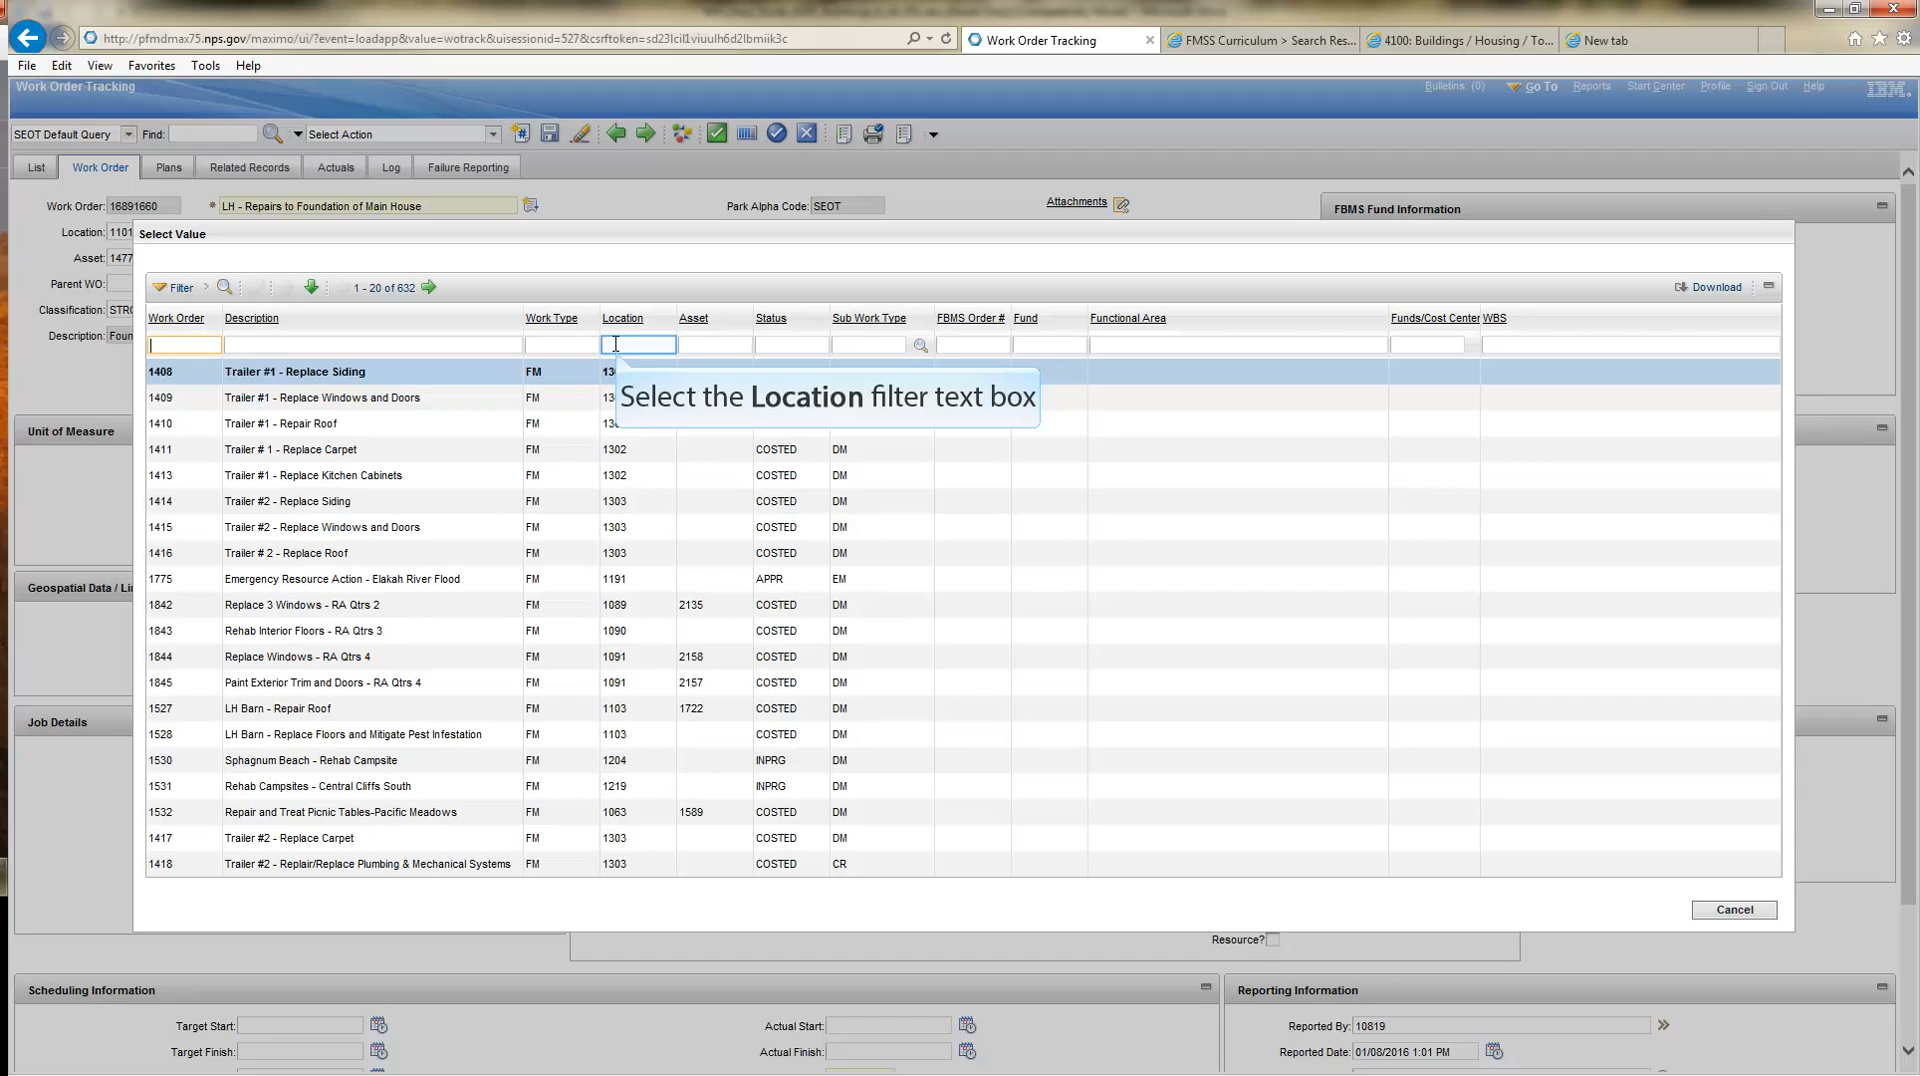 http://pfmdmax75.nps.gov/maximo/ui/?event=loadapp&value=wotrack&uisessionid=527&csrftoken=sd23lcil1viuulh6d2lbmiik3c
Work Order Tracking
FMSS Curriculum > Search Res...
4100: Buildings / Housing / To...
New tab
File Edit View Favorites Tools Help
Work Order Tracking
Bulletins: (0) Go To Reports Start Center Profile Sign Out Help IBM.
SEOT Default Query Find: Select Action
List Work Order Plans Related Records Actuals Log Failure Reporting
Work Order: 16891660 * LH - Repairs to Foundation of Main House Park Alpha Code: SEOT Attachments FBMS Fund Information
Location: 1101
Asset: 1477
Parent WO:
Classification: STRC
Description: Foun
Unit of Measure
Geospatial Data / Li
Job Details
Select Value
Filter 1 - 20 of 632 Download
Work Order Description Work Type Location Asset Status Sub Work Type FBMS Order # Fund Functional Area Funds/Cost Center WBS
1408 Trailer #1 - Replace Siding FM 13
1409 Trailer #1 - Replace Windows and Doors FM 13
1410 Trailer #1 - Repair Roof FM 13
Select the Location filter text box
1411 Trailer # 1 - Replace Carpet FM 1302 COSTED DM
1413 Trailer #1 - Replace Kitchen Cabinets FM 1302 COSTED DM
1414 Trailer #2 - Replace Siding FM 1303 COSTED DM
1415 Trailer #2 - Replace Windows and Doors FM 1303 COSTED DM
1416 Trailer # 2 - Replace Roof FM 1303 COSTED DM
1775 Emergency Resource Action - Elakah River Flood FM 1191 APPR EM
1842 Replace 3 Windows - RA Qtrs 2 FM 1089 2135 COSTED DM
1843 Rehab Interior Floors - RA Qtrs 3 FM 1090 COSTED DM
1844 Replace Windows - RA Qtrs 4 FM 1091 2158 COSTED DM
1845 Paint Exterior Trim and Doors - RA Qtrs 4 FM 1091 2157 COSTED DM
1527 LH Barn - Repair Roof FM 1103 1722 COSTED DM
1528 LH Barn - Replace Floors and Mitigate Pest Infestation FM 1103 COSTED DM
1530 Sphagnum Beach - Rehab Campsite FM 1204 INPRG DM
1531 Rehab Campsites - Central Cliffs South FM 1219 INPRG DM
1532 Repair and Treat Picnic Tables-Pacific Meadows FM 1063 1589 COSTED DM
1417 Trailer #2 - Replace Carpet FM 1303 COSTED DM
1418 Trailer #2 - Replair/Replace Plumbing & Mechanical Systems FM 1303 COSTED CR
Cancel
Resource?
Scheduling Information Reporting Information
Target Start: Actual Start: Reported By: 10819
Target Finish: Actual Finish: Reported Date: 01/08/2016 1:01 PM